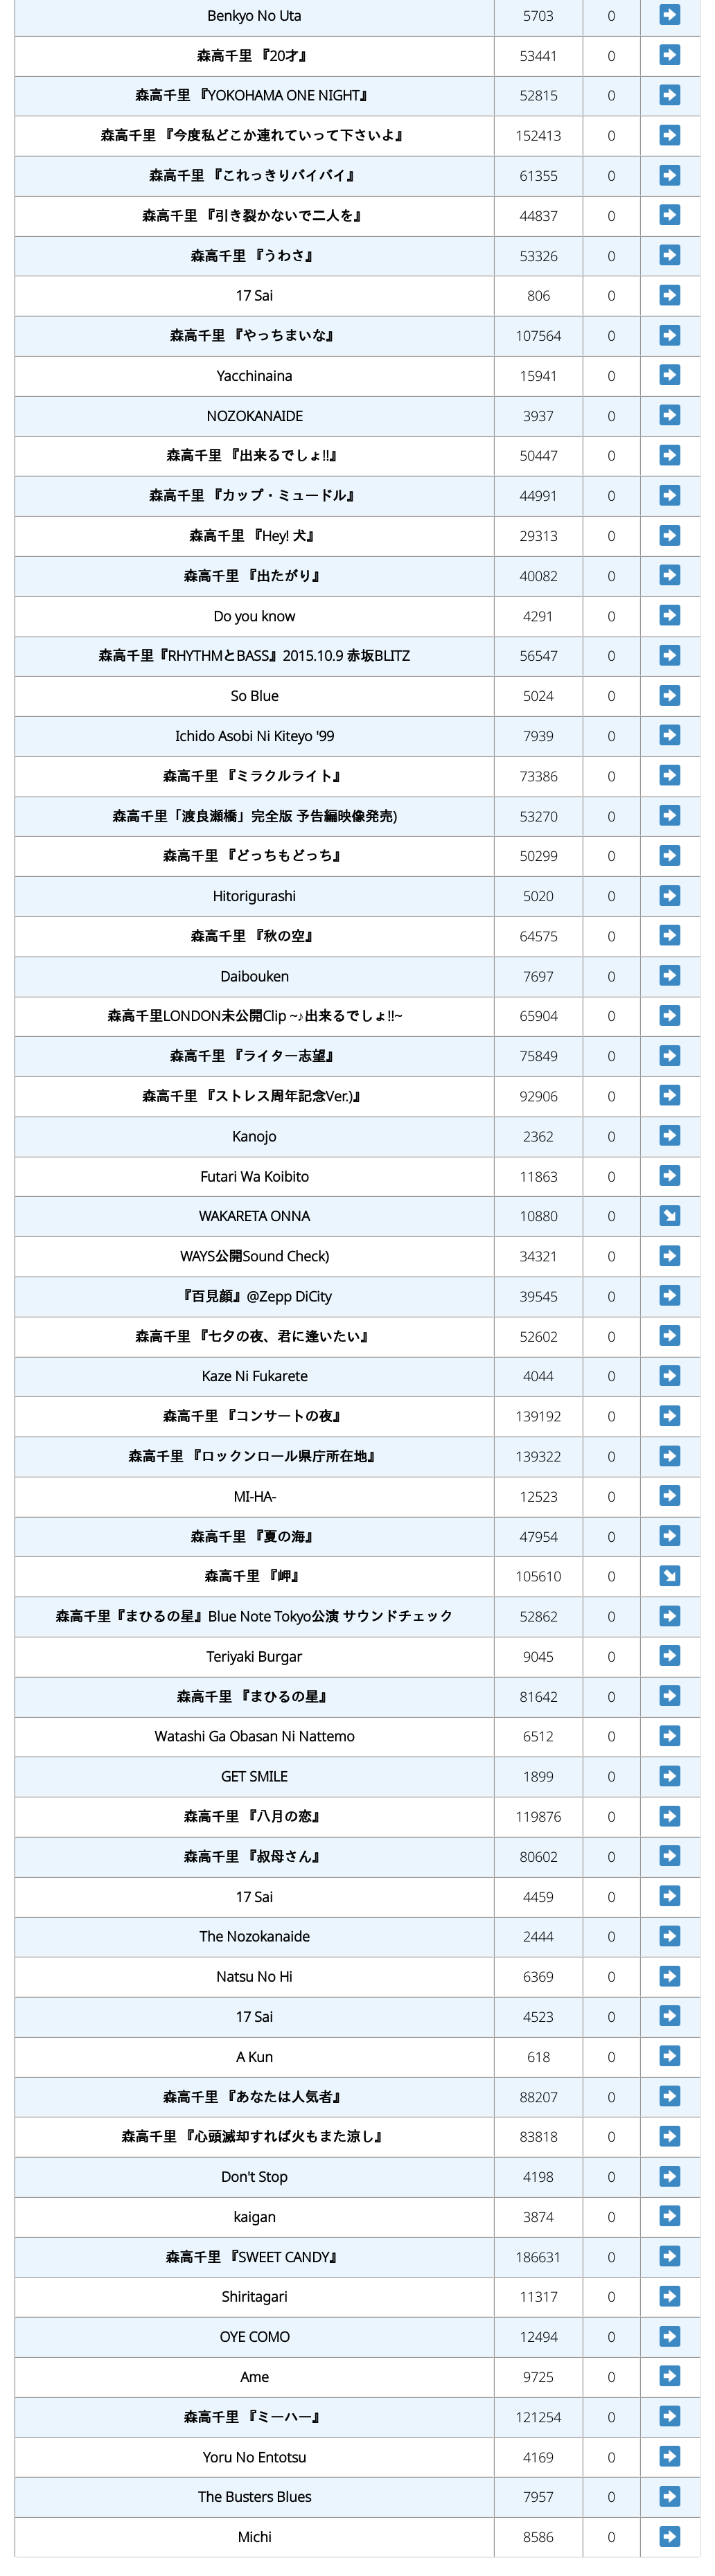 Benkyo No Uta 5703 0
森高千里 『20才』 53441 0
森高千里 『YOKOHAMA ONE NIGHT』 52815 0
森高千里 『今度私どこか連れていって下さいよ』 152413 0
森高千里 『これっきりバイバイ』 61355 0
森高千里 『引き裂かないで二人を』 44837 0
森高千里 『うわさ』 53326 0
17 Sai 806 0
森高千里 『やっちまいな』 107564 0
Yacchinaina 15941 0
NOZOKANAIDE 3937 0
森高千里 『出来るでしょ!!』 50447 0
森高千里 『カップ・ミュードル』 44991 0
森高千里 『Hey! 犬』 29313 0
森高千里 『出たがり』 40082 0
Do you know 4291 0
森高千里『RHYTHMとBASS』2015.10.9 赤坂BLITZ 56547 0
So Blue 5024 0
Ichido Asobi Ni Kiteyo '99 7939 0
森高千里 『ミラクルライト』 73386 0
森高千里「渡良瀬橋」完全版 予告編映像発売) 53270 0
森高千里 『どっちもどっち』 50299 0
Hitorigurashi 5020 0
森高千里 『秋の空』 64575 0
Daibouken 7697 0
森高千里LONDON未公開Clip ~♪出来るでしょ!!~ 65904 0
森高千里 『ライター志望』 75849 0
森高千里 『ストレス周年記念Ver.)』 92906 0
Kanojo 2362 0
Futari Wa Koibito 11863 0
WAKARETA ONNA 10880 0
WAYS公開Sound Check) 34321 0
『百見顔』@Zepp DiCity 39545 0
森高千里 『七夕の夜、君に逢いたい』 52602 0
Kaze Ni Fukarete 4044 0
森高千里 『コンサートの夜』 139192 0
森高千里 『ロックンロール県庁所在地』 139322 0
MI-HA- 12523 0
森高千里 『夏の海』 47954 0
森高千里 『岬』 105610 0
森高千里『まひるの星』Blue Note Tokyo公演 サウンドチェック 52862 0
Teriyaki Burgar 9045 0
森高千里 『まひるの星』 81642 0
Watashi Ga Obasan Ni Nattemo 6512 0
GET SMILE 1899 0
森高千里 『八月の恋』 119876 0
森高千里 『叔母さん』 80602 0
17 Sai 4459 0
The Nozokanaide 2444 0
Natsu No Hi 6369 0
17 Sai 4523 0
A Kun 618 0
森高千里 『あなたは人気者』 88207 0
森高千里 『心頭滅却すれば火もまた涼し』 83818 0
Don't Stop 4198 0
kaigan 3874 0
森高千里 『SWEET CANDY』 186631 0
Shiritagari 11317 0
OYE COMO 12494 0
Ame 9725 0
森高千里 『ミーハー』 121254 0
Yoru No Entotsu 4169 0
The Busters Blues 7957 0
Michi 8586 0